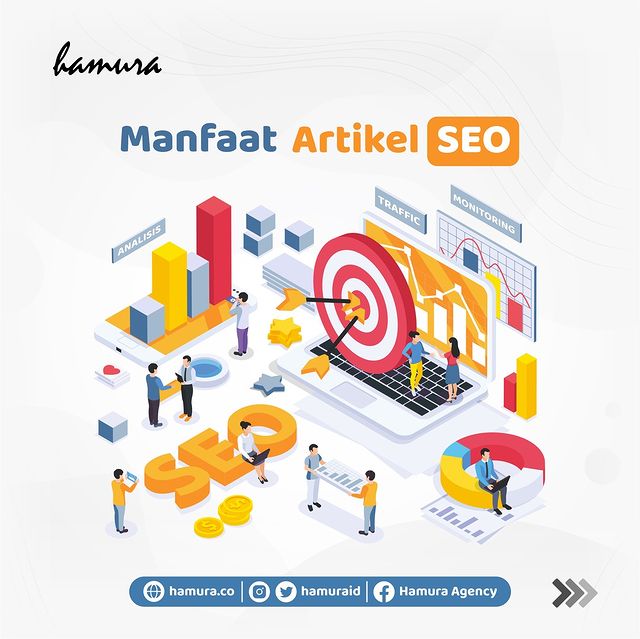 hamura
Manfaat Artikel SEO
ANALISIS
TRAFFIC
MONITORING
SEO
hamura.co hamuraid Hamura Agency